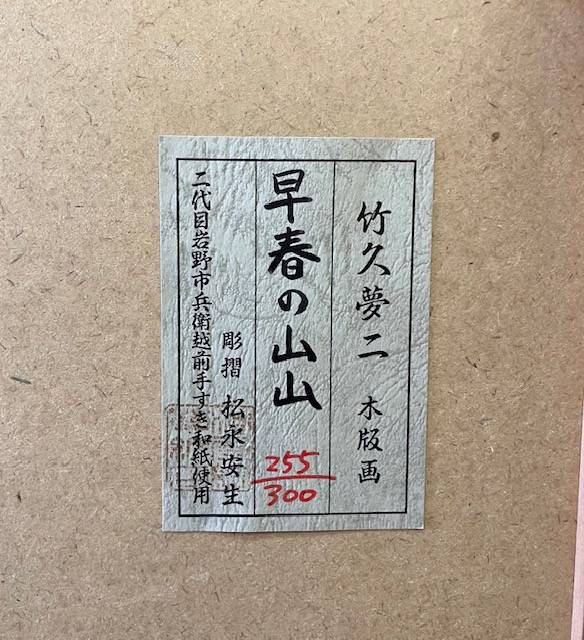 竹久夢二 木版画
早春の山山
255/300
彫摺 松永安生
二代目岩野市兵衛越前手すき和紙使用